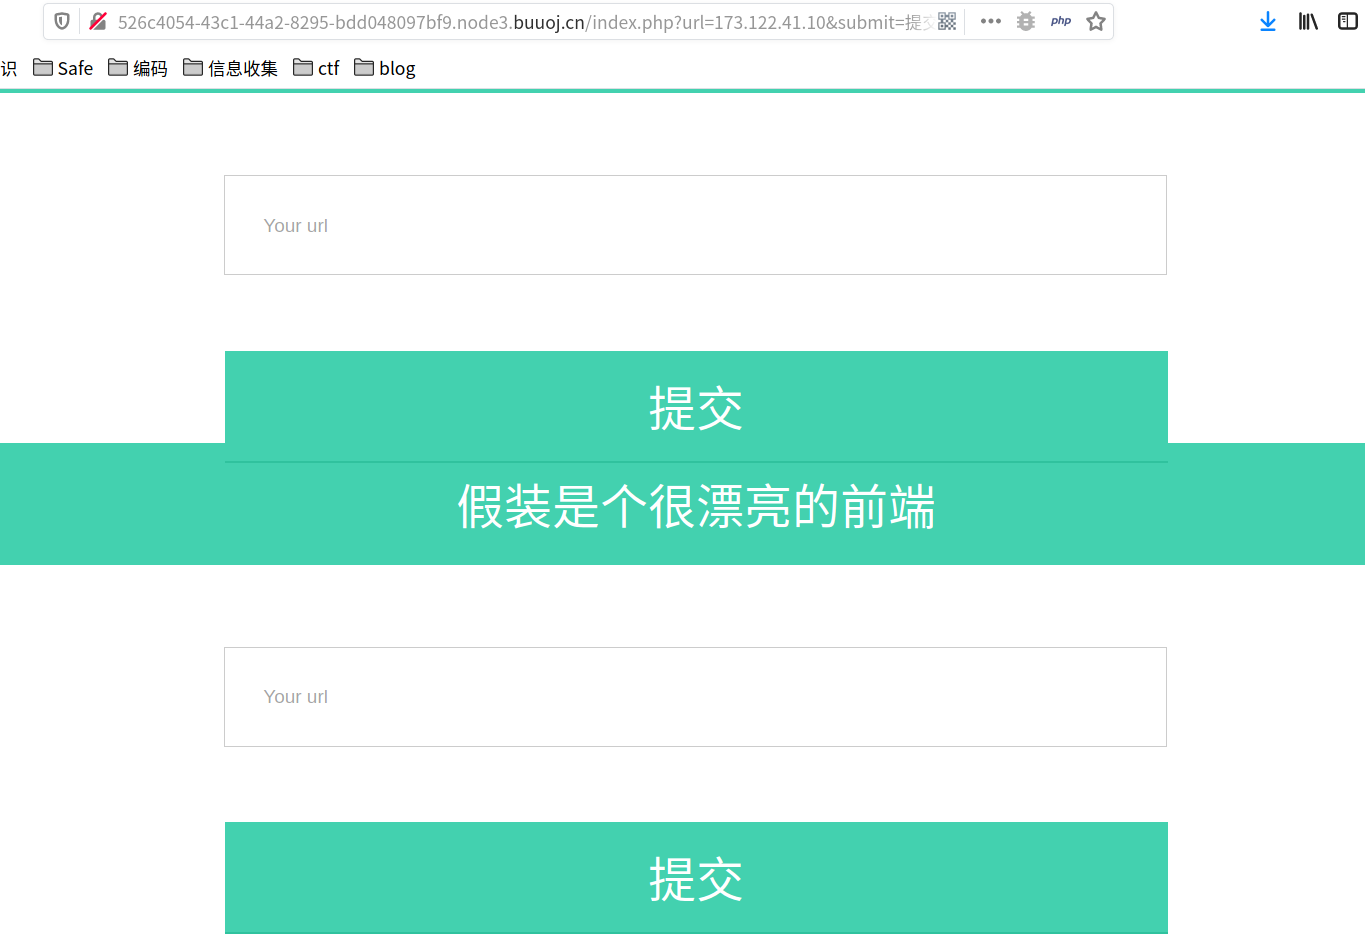 526c4054-43c1-44a2-8295-bdd048097bf9.node3.buuoj.cn/index.php?url=173.122.41.10&submit=提交
php
识 Safe 编码 信息收集 ctf blog
Your url
提交
假装是个很漂亮的前端
Your url
提交